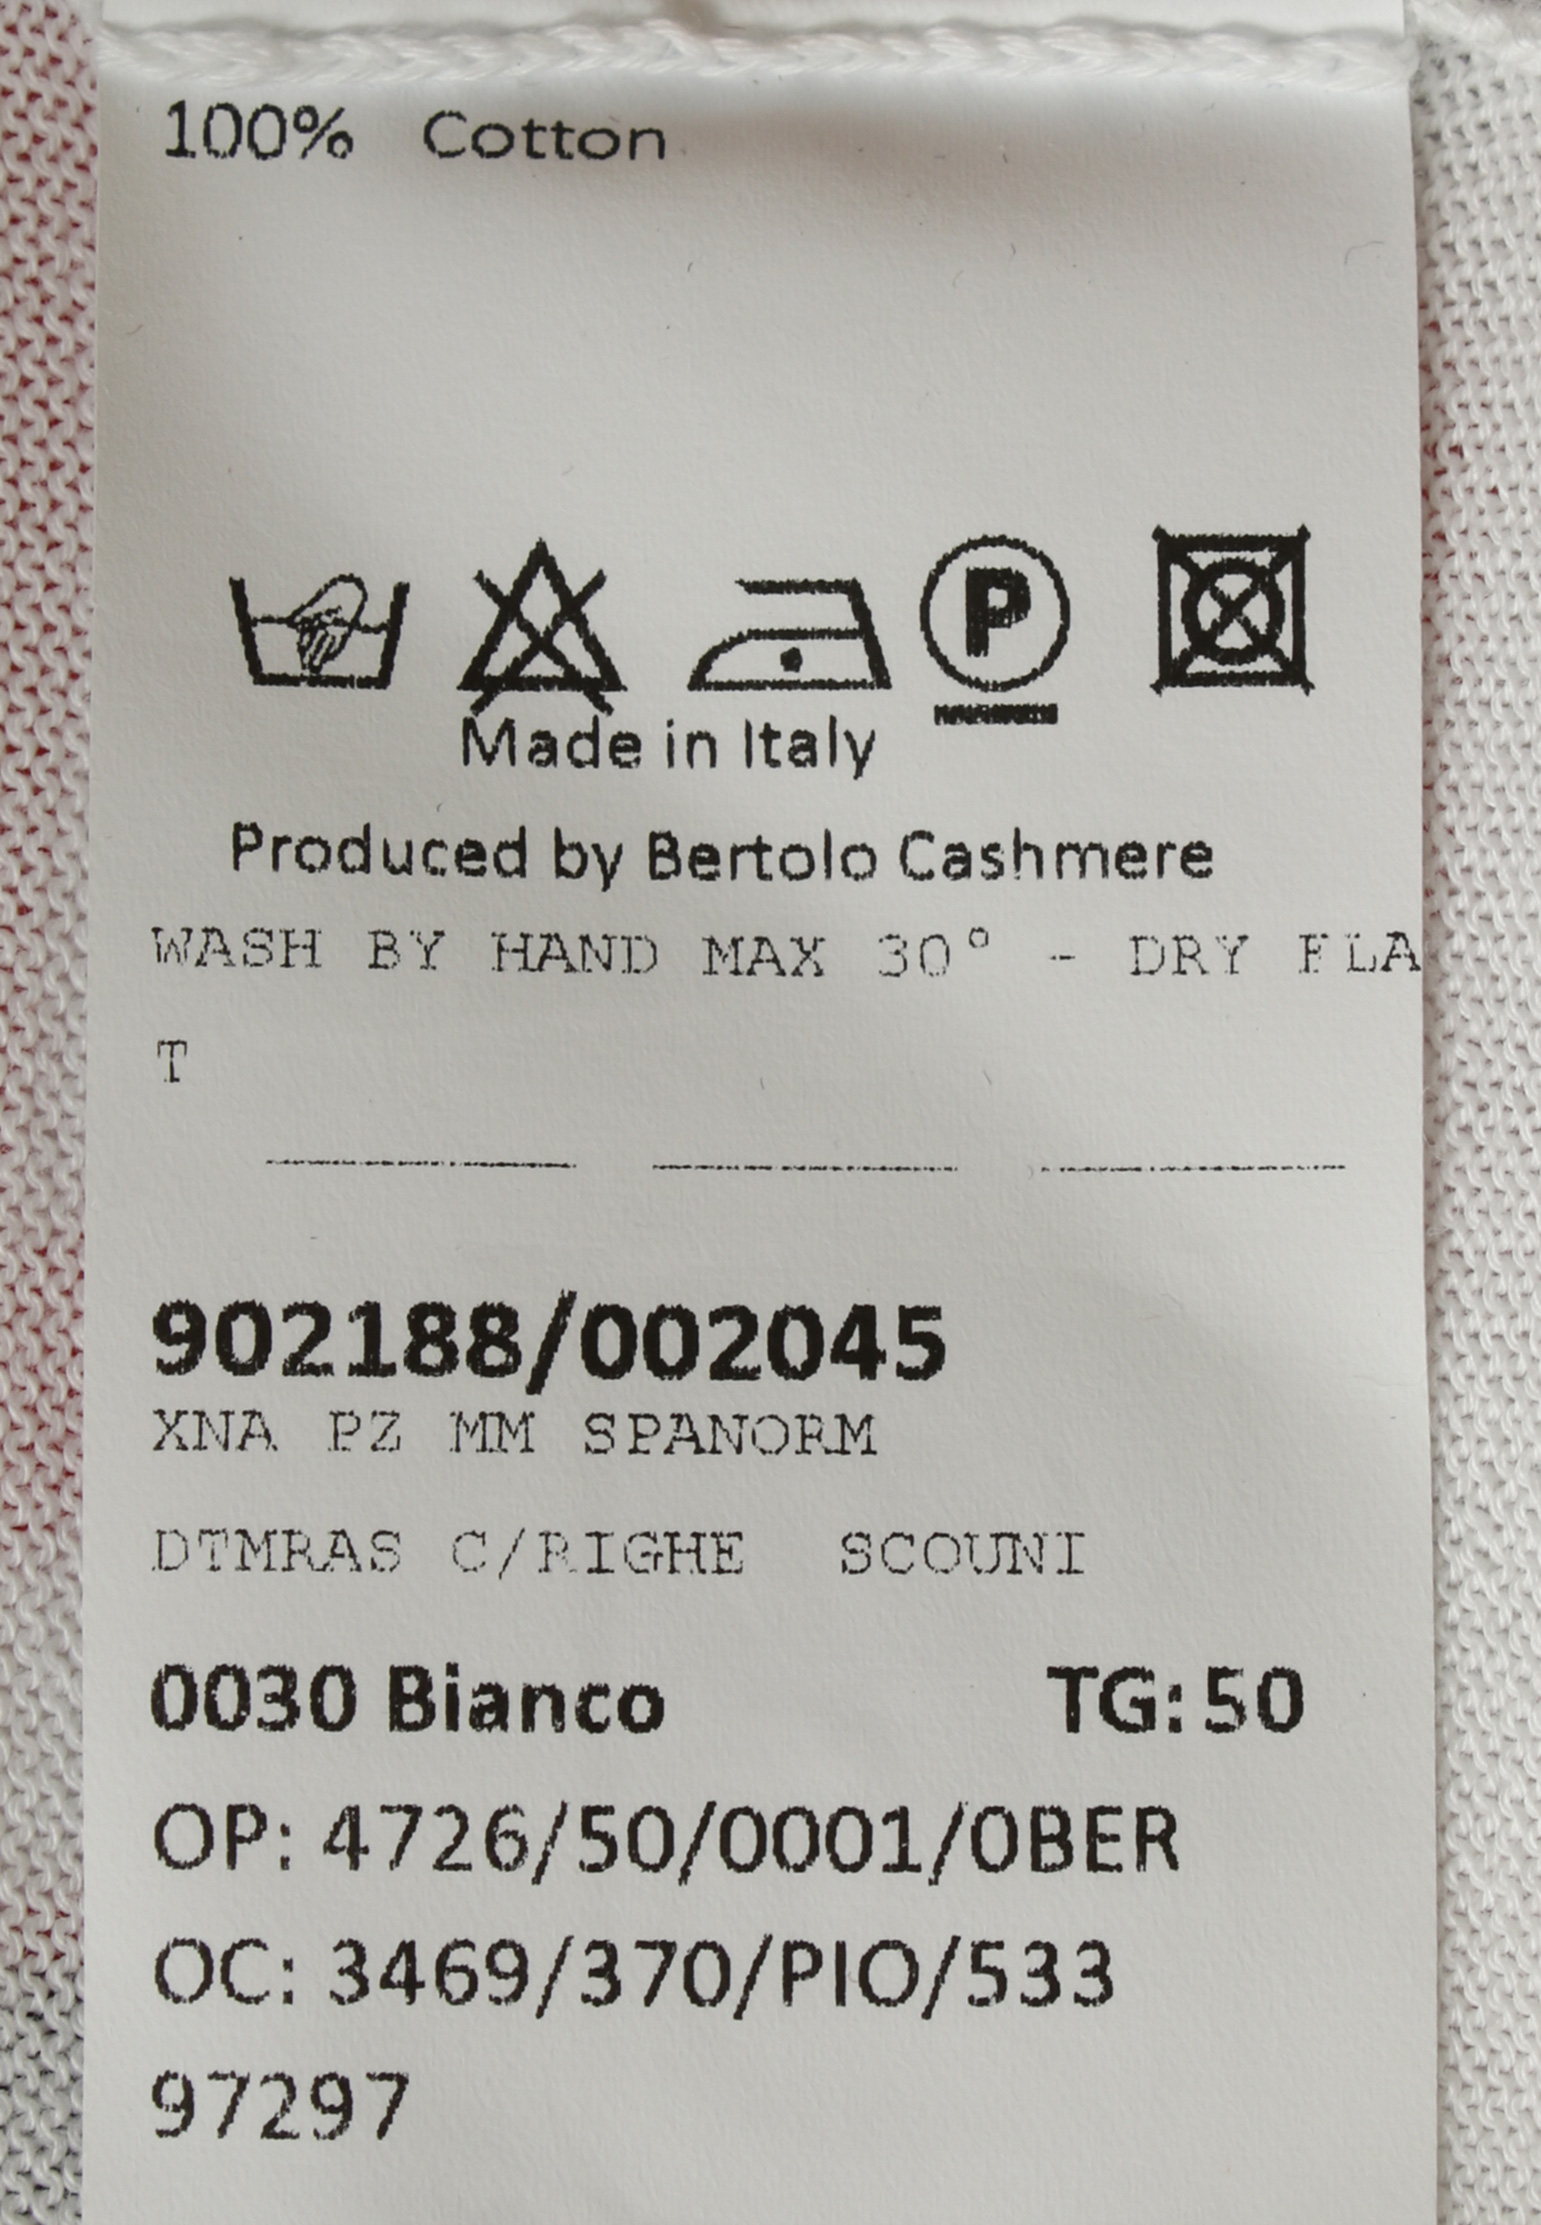 100% Cotton
P
Made in Italy
Produced by Bertolo Cashmere
WASH BY HAND MAX 30° - DRY FLA
T
902188/002045
XNA PZ MM SPANORM
DTMRAS C/RIGHE SCOUNI
0030 Bianco TG: 50
OP: 4726/50/0001/0BER
OC: 3469/370/PIO/533
97297